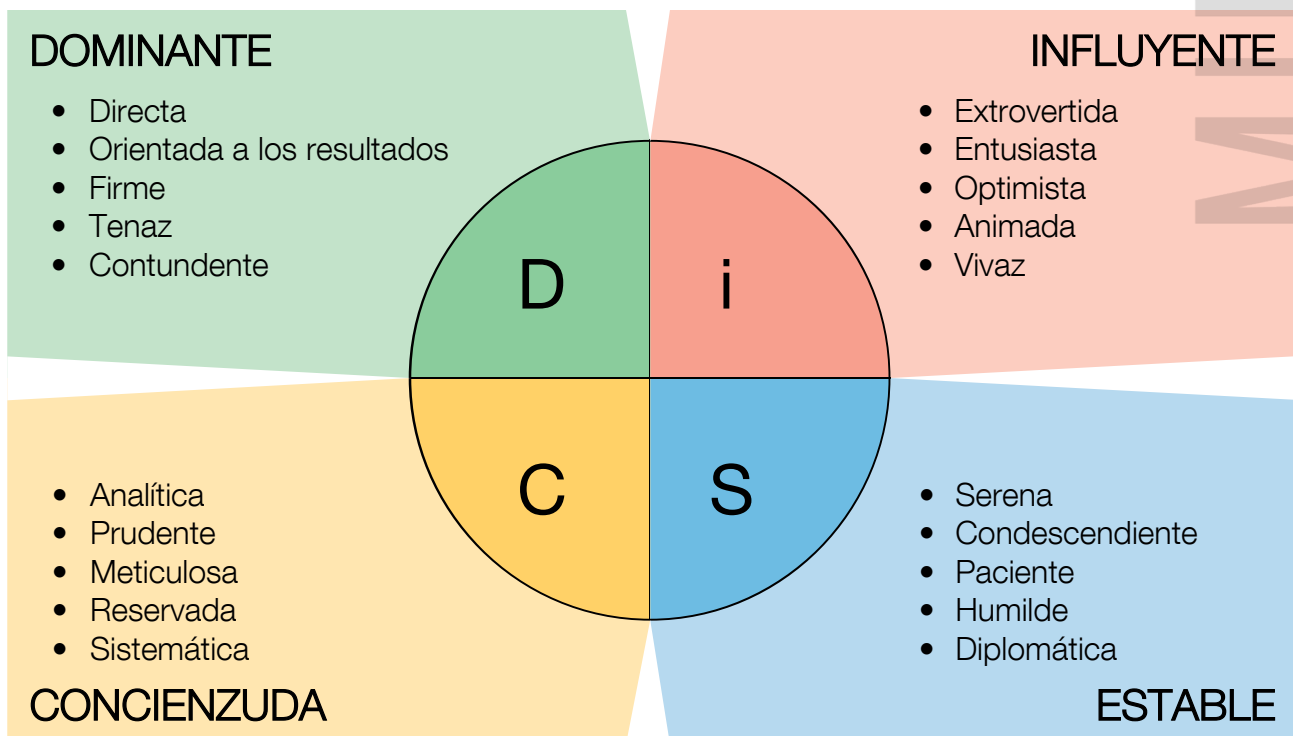 DOMINANTE
• Directa
• Orientada a los resultados
• Firme
• Tenaz
• Contundente
INFLUYENTE
• Extrovertida
• Entusiasta
• Optimista
• Animada
• Vivaz
D
i
C
S
• Analítica
• Prudente
• Meticulosa
• Reservada
• Sistemática
CONCIENZUDA
• Serena
• Condescendiente
• Paciente
• Humilde
• Diplomática
ESTABLE